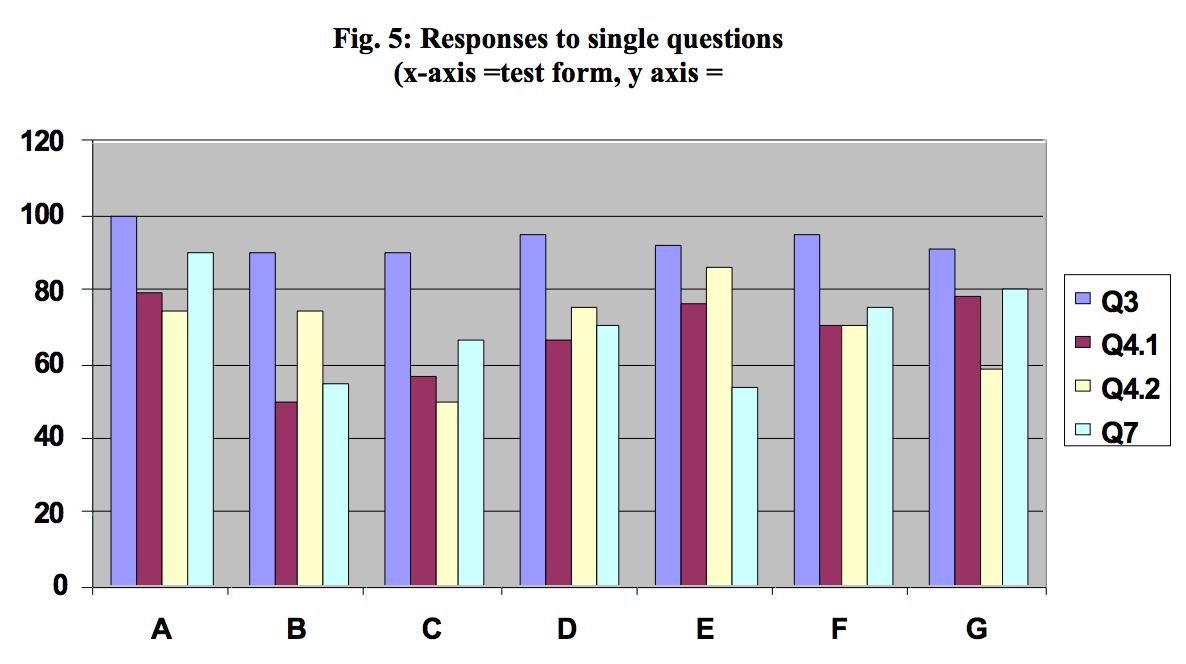 Fig. 5: Responses to single questions
(x-axis =test form, y axis =
120
100
80
60
40
20
0
A B C D E F G
Q3
Q4.1
Q4.2
Q7